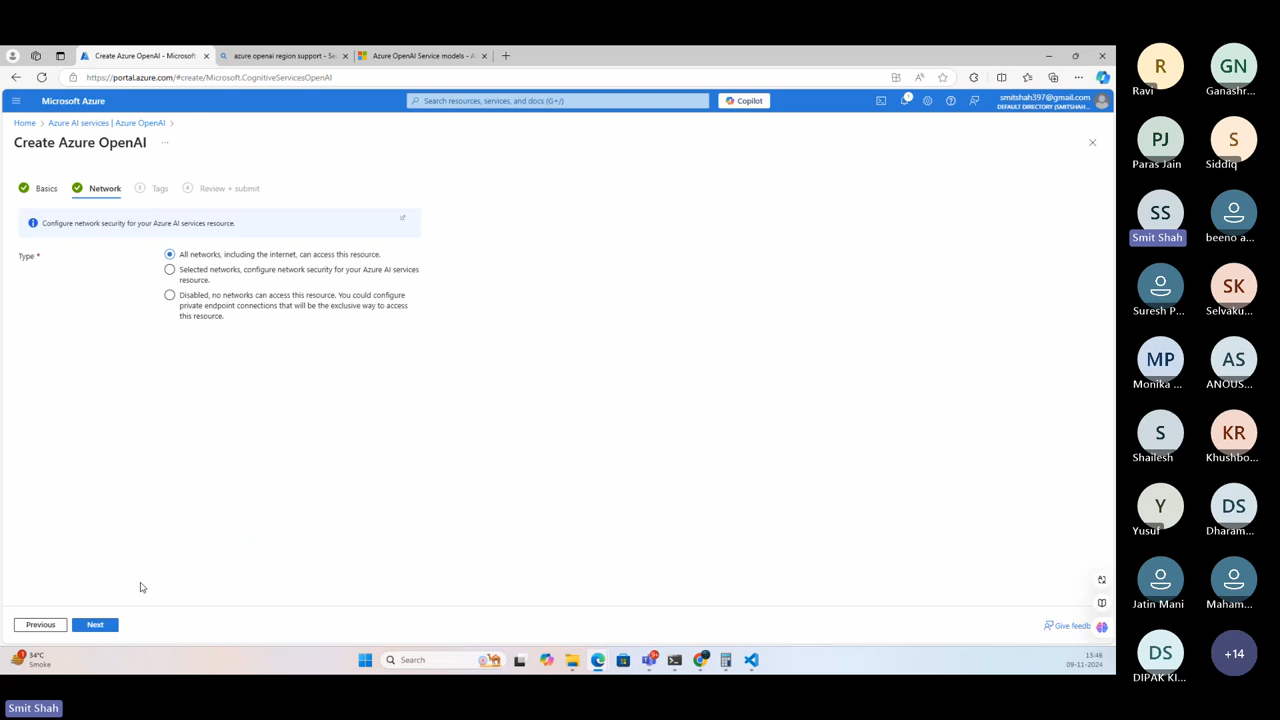 Create Azure OpenAI - Microsoft
azure openai region support - Se
Azure OpenAI Service models - A
https://portal.azure.com/#create/Microsoft.CognitiveServicesOpenAI
Microsoft Azure
Search resources, services, and docs (G+/)
Copilot
1
smitshah397@gmail.com
DEFAULT DIRECTORY (SMITSHAH...
Home > Azure AI services | Azure OpenAI >
Create Azure OpenAI ...
Basics
Network
3 Tags
4 Review + submit
Configure network security for your Azure AI services resource.
Type *
All networks, including the internet, can access this resource.
Selected networks, configure network security for your Azure AI services
resource.
Disabled, no networks can access this resource. You could configure
private endpoint connections that will be the exclusive way to access
this resource.
Previous
Next
Give feedb
34°C
Smoke
Search
15:46
09-11-2024
Smit Shah
R
Ravi
GN
Ganashr...
PJ
Paras Jain
S
Siddiq
SS
Smit Shah
beeno a...
Suresh P...
SK
Selvaku...
MP
Monika ...
AS
ANOUS...
S
Shailesh
KR
Khushbo...
Y
Yusuf
DS
Dharam...
Jatin Mani
Maham...
DS
DIPAK KI...
+14